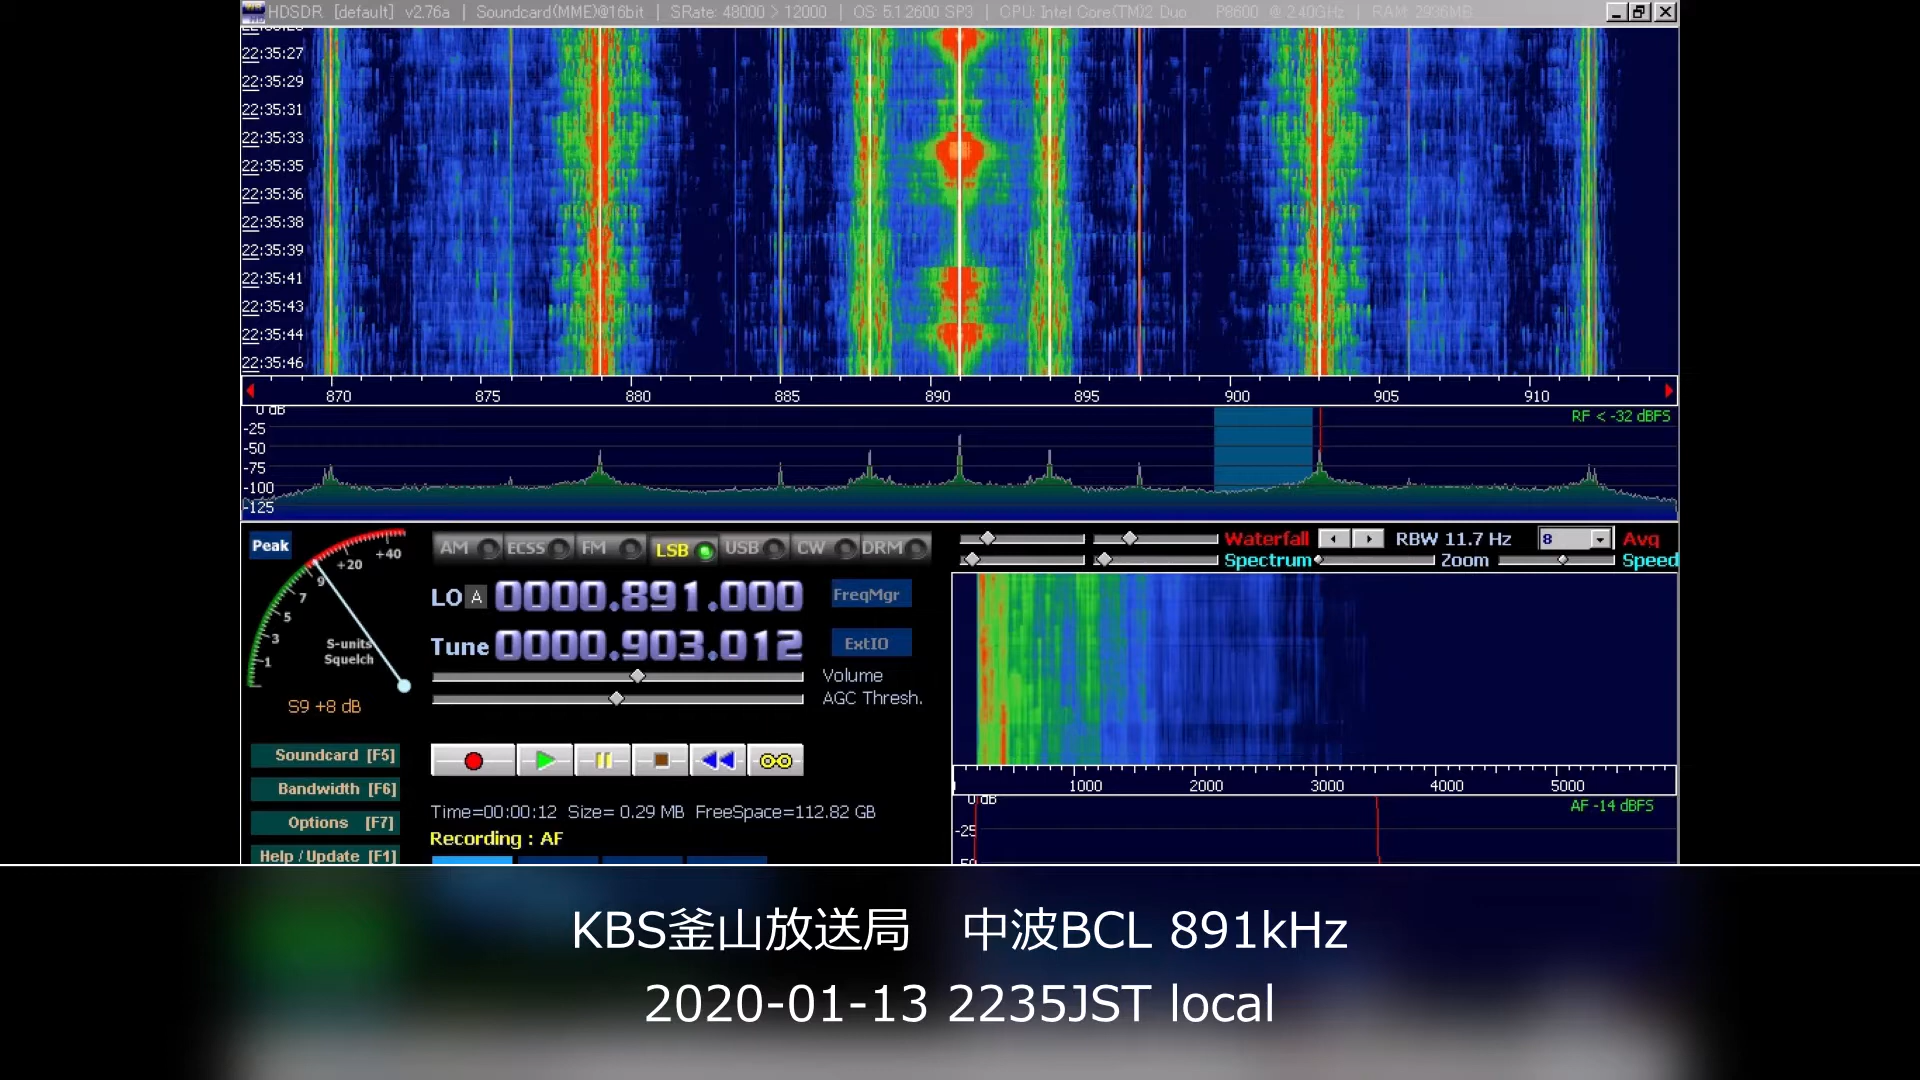 HDSDR [default] v2.76a | Soundcard(MME)@16bit | SRate: 48000 > 12000 | OS: 5.1.2600 SP3 | CPU: Intel Core(TM)2 Duo P8600 @ 2.40GHz | RAM: 2936MB
22:35:27
22:35:29
22:35:31
22:35:33
22:35:35
22:35:36
22:35:38
22:35:39
22:35:41
22:35:43
22:35:44
22:35:46
870 875 880 885 890 895 900 905 910
0 dB
RF < -32 dBFS
-25
-50
-75
-100
-125
Peak
1 3 5 7 9 +20 +40
S-units
Squelch
S9 +8 dB
AM ECSS FM LSB USB CW DRM
LO A 0000.891.000
FreqMgr
Tune 0000.903.012
ExtIO
Volume
AGC Thresh.
Waterfall RBW 11.7 Hz 8 Avg
Spectrum Zoom Speed
Soundcard [F5]
Bandwidth [F6]
Options [F7]
Help / Update [F1]
Time=00:00:12 Size= 0.29 MB FreeSpace=112.82 GB
Recording : AF
1000 2000 3000 4000 5000
0 dB
AF -14 dBFS
-25
-50
KBS釜山放送局 中波BCL 891kHz
2020-01-13 2235JST local